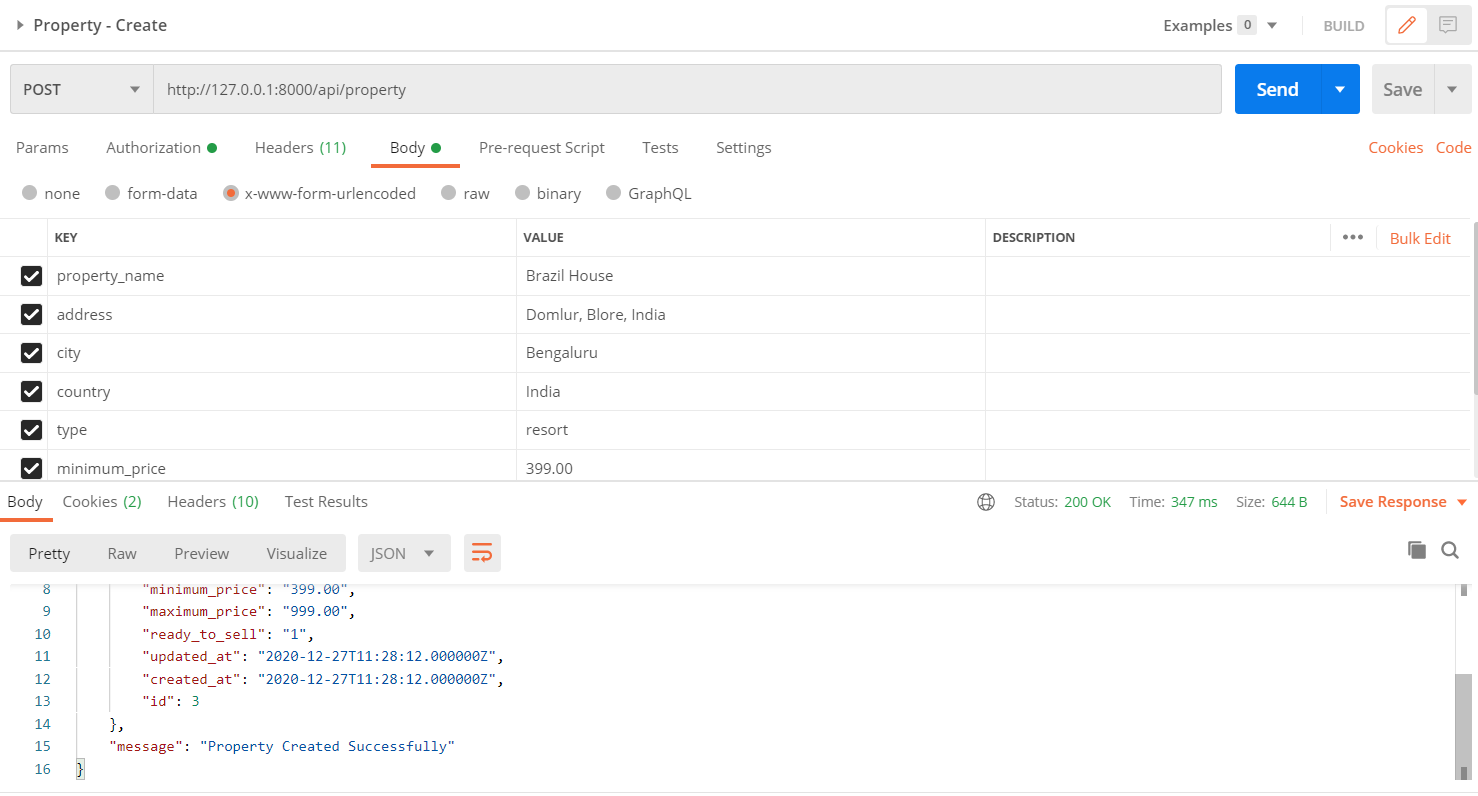 Property - Create Examples 0 BUILD
POST http://127.0.0.1:8000/api/property Send Save
Params Authorization Headers (11) Body Pre-request Script Tests Settings Cookies Code
none form-data x-www-form-urlencoded raw binary GraphQL
KEY VALUE DESCRIPTION ••• Bulk Edit
property_name Brazil House
address Domlur, Blore, India
city Bengaluru
country India
type resort
minimum_price 399.00
Body Cookies (2) Headers (10) Test Results Status: 200 OK Time: 347 ms Size: 644 B Save Response
Pretty Raw Preview Visualize JSON
8 "minimum_price": "399.00",
9 "maximum_price": "999.00",
10 "ready_to_sell": "1",
11 "updated_at": "2020-12-27T11:28:12.000000Z",
12 "created_at": "2020-12-27T11:28:12.000000Z",
13 "id": 3
14 },
15 "message": "Property Created Successfully"
16 }